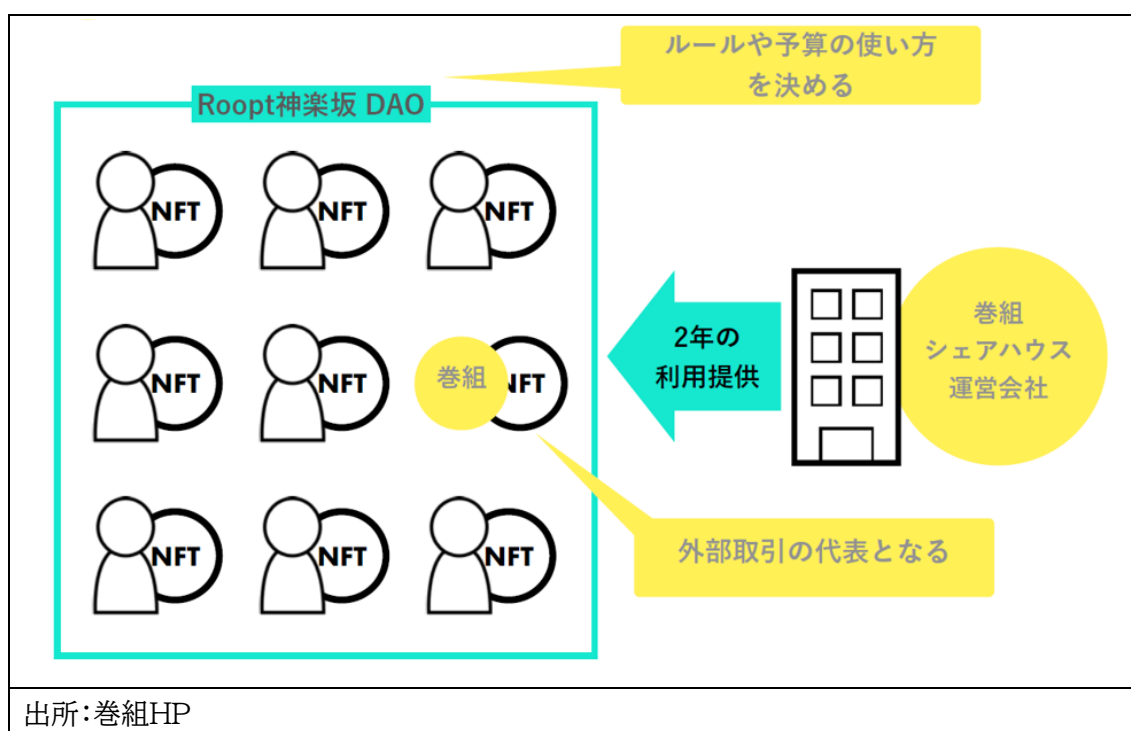 ルールや予算の使い方
を決める
Roopt神楽坂 DAO
NFT
NFT
NFT
2年の
利用提供
巻組
シェアハウス
運営会社
NFT
NFT
巻組
NFT
外部取引の代表となる
NFT
NFT
NFT
出所:巻組HP